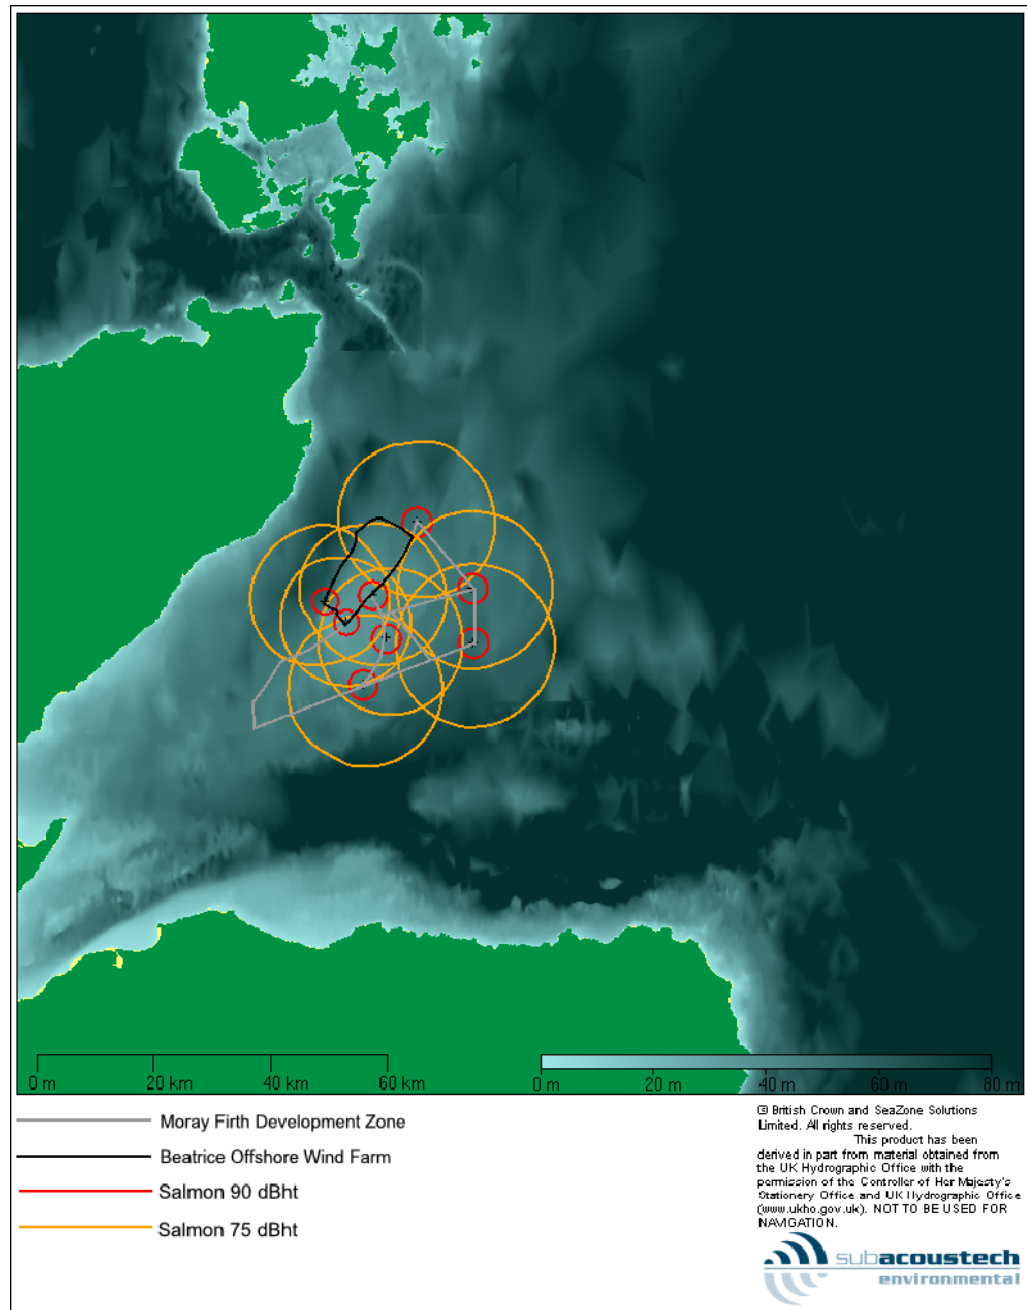 0 m 20 km 40 km 60 km
0 m 20 m 40 m 60 m 80 m
Moray Firth Development Zone
Beatrice Offshore Wind Farm
Salmon 90 dBht
Salmon 75 dBht
© British Crown and SeaZone Solutions
Limited. All rights reserved.
This product has been
derived in part from material obtained from
the UK Hydrographic Office with the
permission of the Controller of Her Majesty's
Stationery Office and UK Hydrographic Office
(www.ukho.gov.uk). NOT TO BE USED FOR
NAVIGATION.
subacoustech
environmental